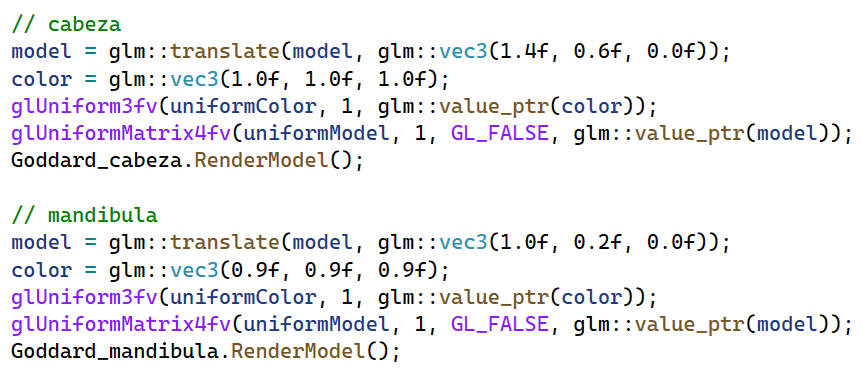 // cabeza
model = glm::translate(model, glm::vec3(1.4f, 0.6f, 0.0f));
color = glm::vec3(1.0f, 1.0f, 1.0f);
glUniform3fv(uniformColor, 1, glm::value_ptr(color));
glUniformMatrix4fv(uniformModel, 1, GL_FALSE, glm::value_ptr(model));
Goddard_cabeza.RenderModel();

// mandibula
model = glm::translate(model, glm::vec3(1.0f, 0.2f, 0.0f));
color = glm::vec3(0.9f, 0.9f, 0.9f);
glUniform3fv(uniformColor, 1, glm::value_ptr(color));
glUniformMatrix4fv(uniformModel, 1, GL_FALSE, glm::value_ptr(model));
Goddard_mandibula.RenderModel();